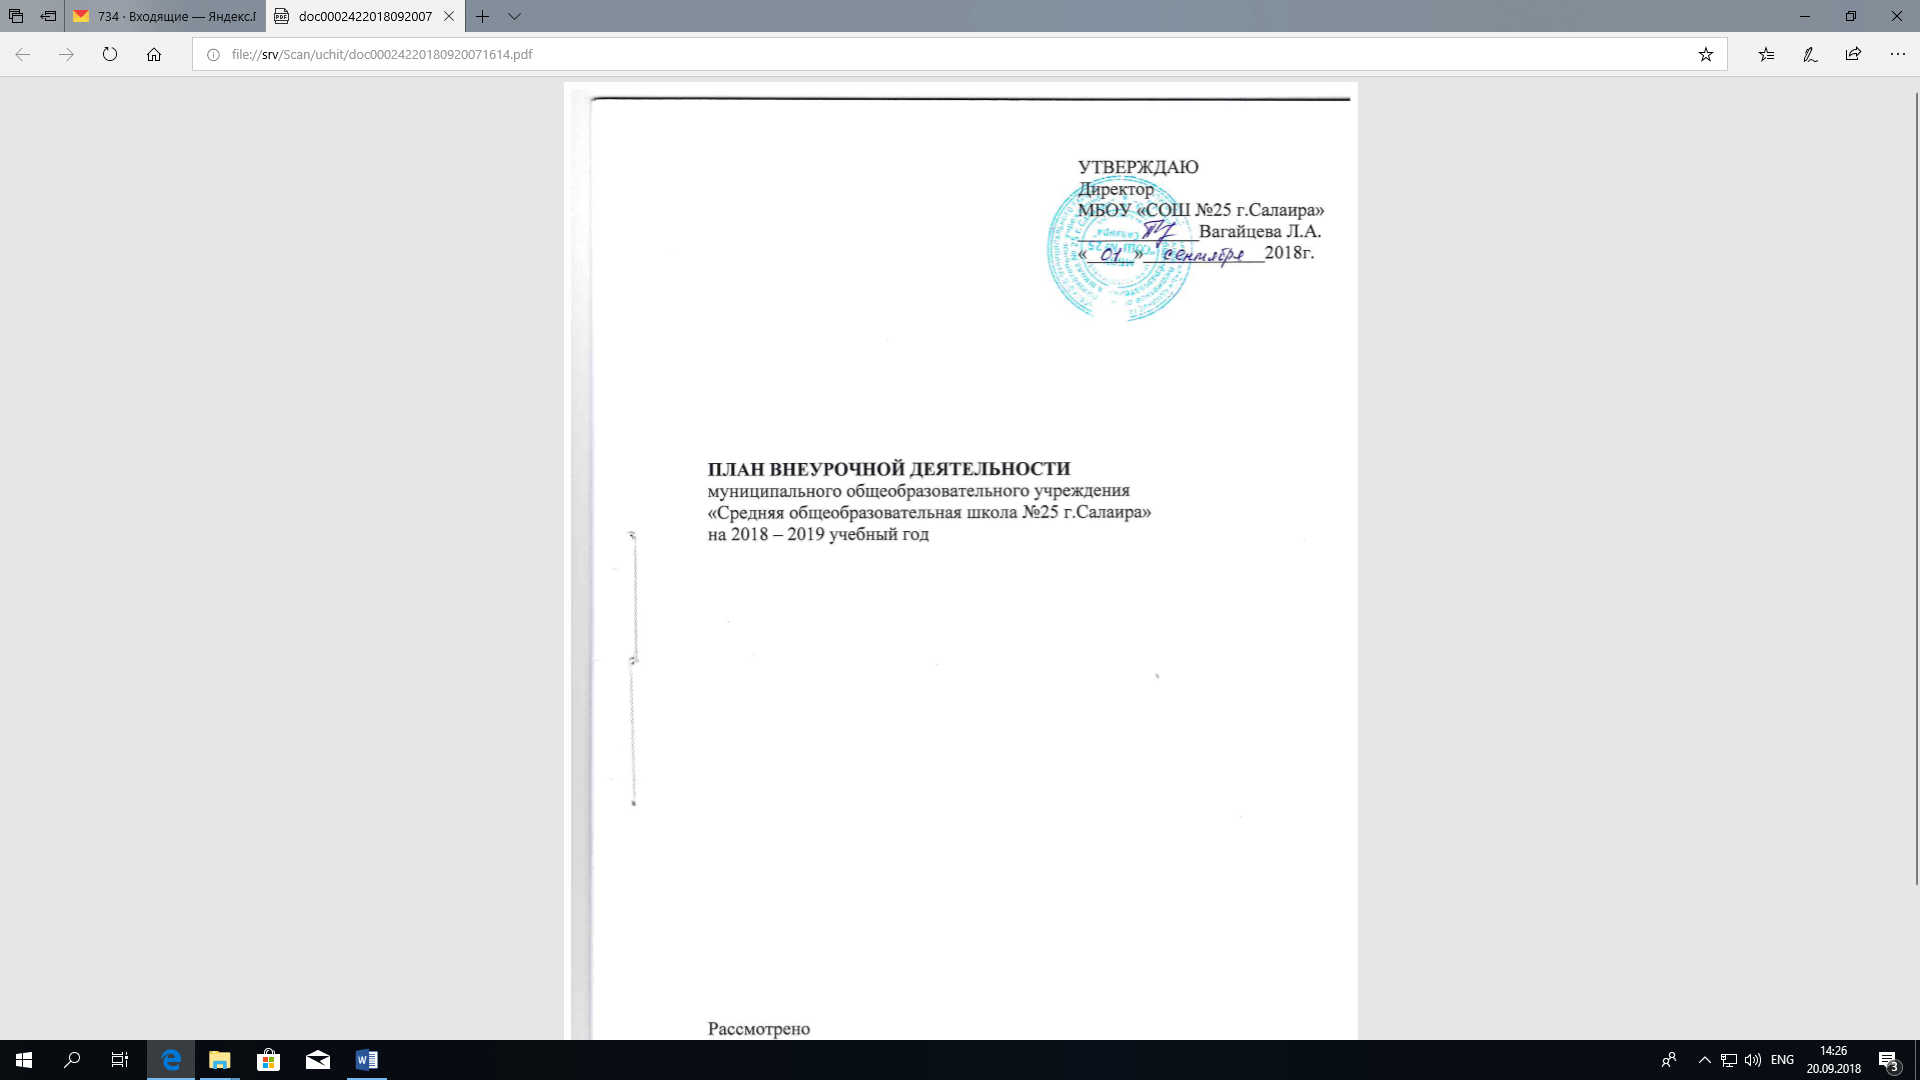 734 · Входящие — Яндекс.Г
doc0002422018092007
file://srv/Scan/uchit/doc00024220180920071614.pdf
УТВЕРЖДАЮ
Директор
МБОУ «СОШ №25 г.Салаира»
Вагайцева Л.А.
« 01 » сентября 2018г.
ПЛАН ВНЕУРОЧНОЙ ДЕЯТЕЛЬНОСТИ
муниципального общеобразовательного учреждения
«Средняя общеобразовательная школа №25 г.Салаира»
на 2018 – 2019 учебный год
Рассмотрено
ENG
14:26
20.09.2018
3